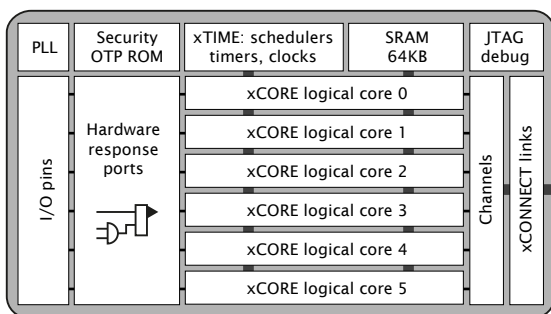 PLL
Security
OTP ROM
xTIME: schedulers
timers, clocks
SRAM
64KB
JTAG
debug
I/O pins
Hardware
response
ports
xCORE logical core 0
xCORE logical core 1
xCORE logical core 2
xCORE logical core 3
xCORE logical core 4
xCORE logical core 5
Channels
xCONNECT links